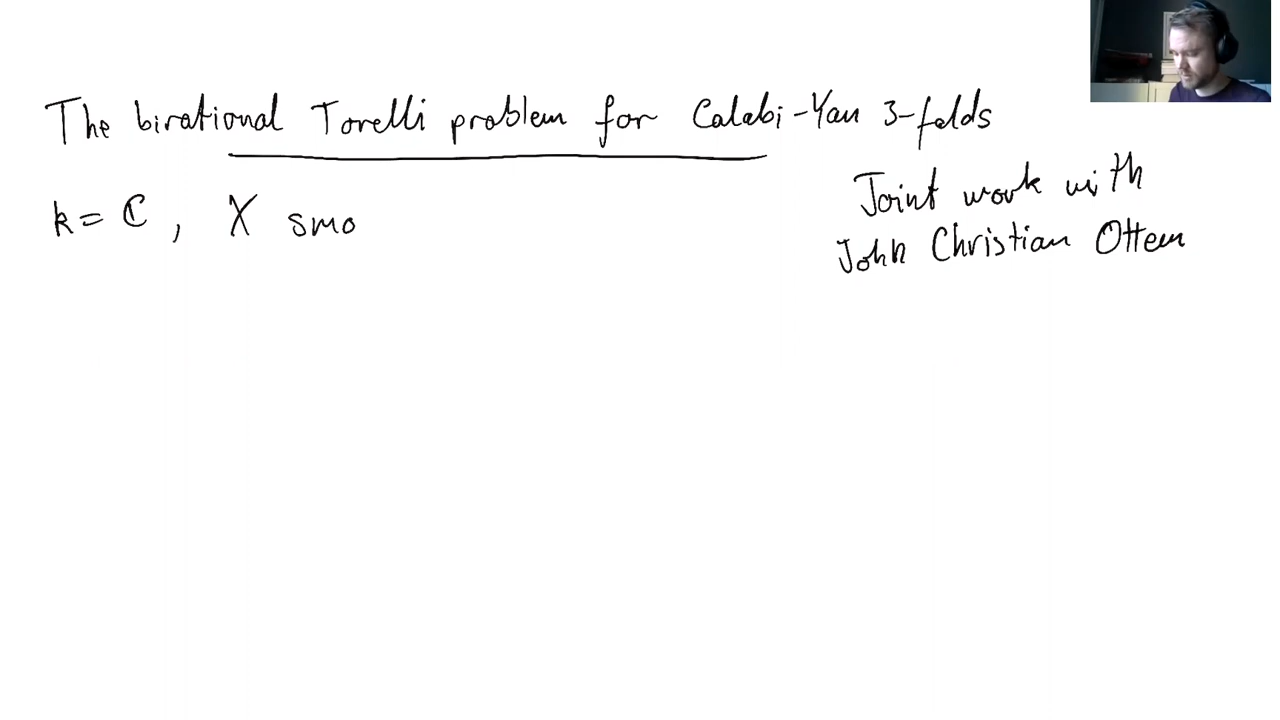 The birational Torelli problem for Calabi-Yau 3-folds
Joint work with
John Christian Ottem
k = ℂ, X smo